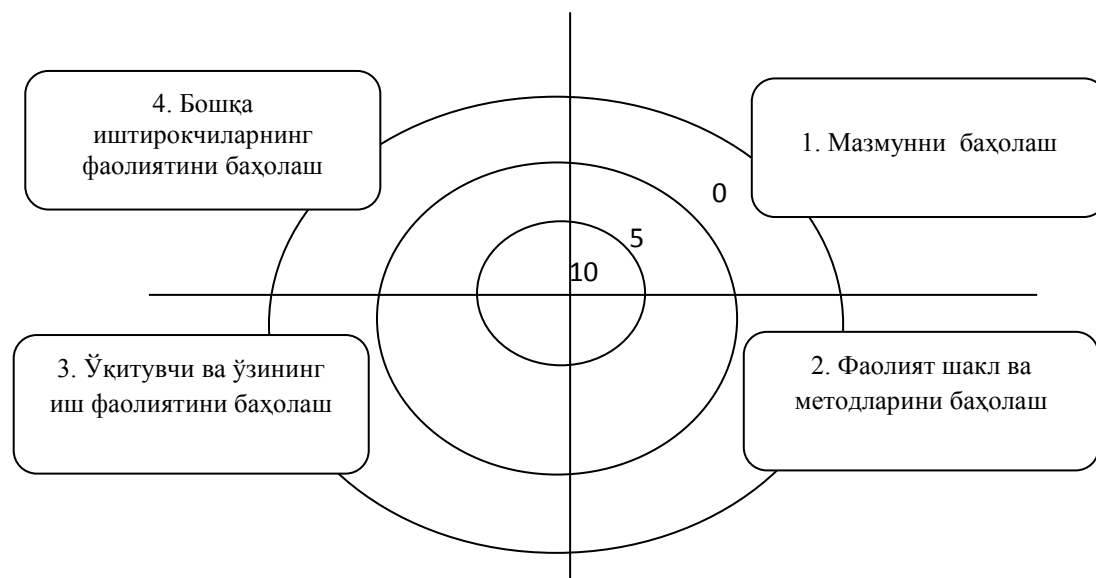 4. Бошқа
иштирокчиларнинг
фаолиятини баҳолаш
1. Мазмунни баҳолаш
0
5
10
3. Ўқитувчи ва ўзининг
иш фаолиятини баҳолаш
2. Фаолият шакл ва
методларини баҳолаш